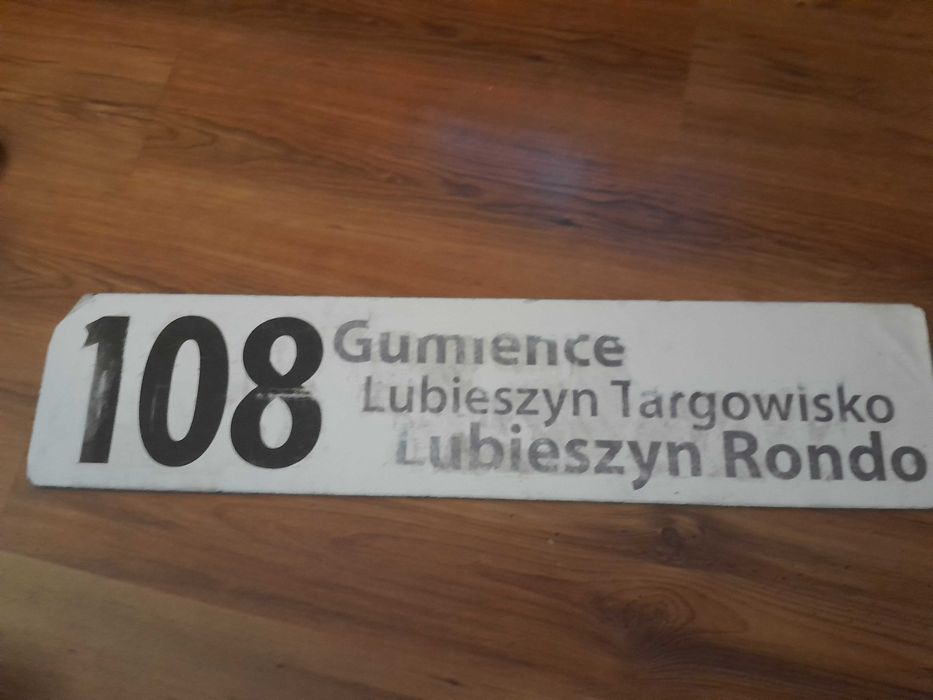 108
Gumience
Lubieszyn Targowisko
Lubieszyn Rondo